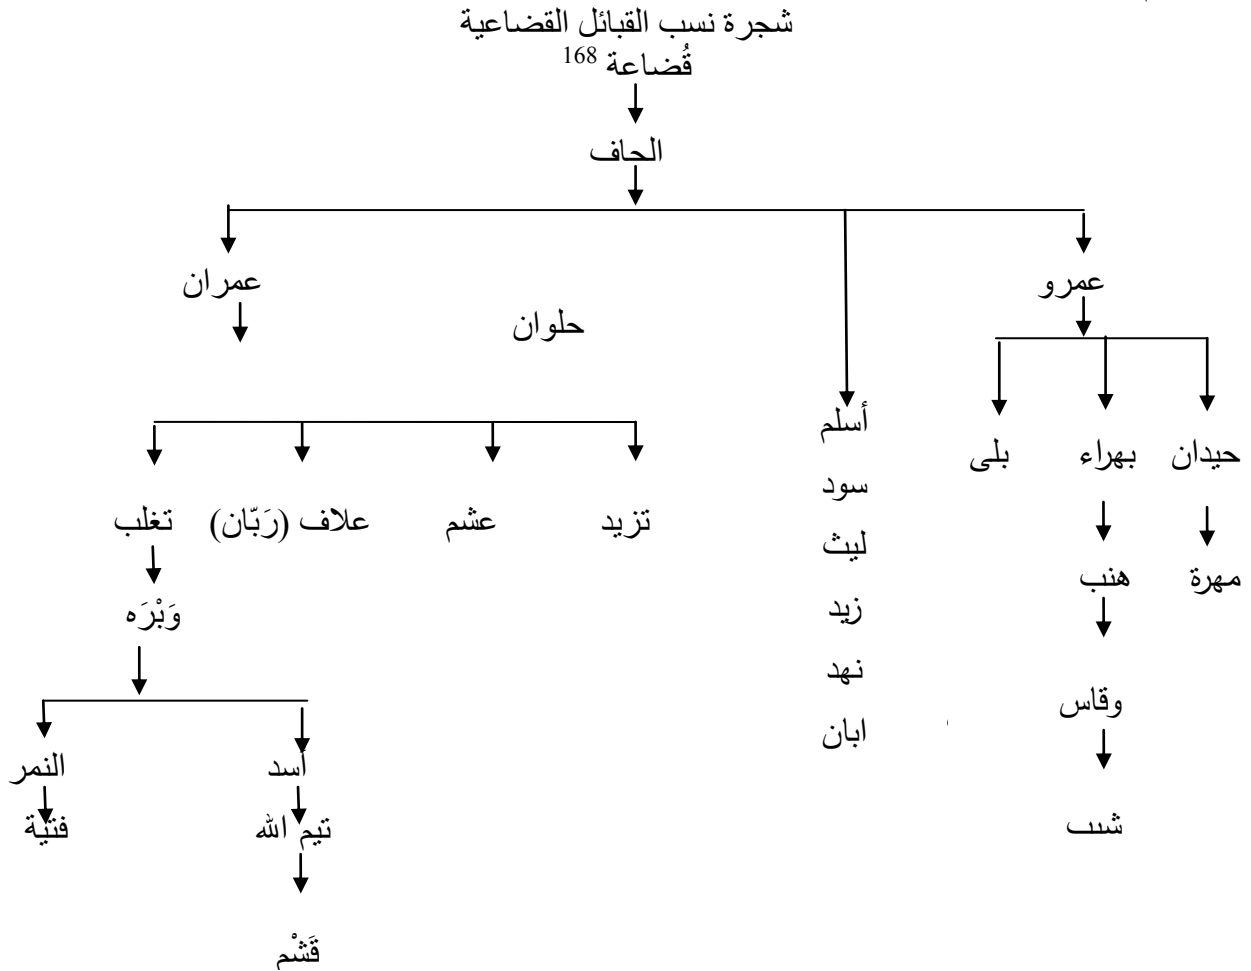 شجرة نسب القبائل القضاعية
قُضاعة 168
الحاف
عمرو
عمران
حلوان
أسلم
حيدان
بهراء
بلى
سود
تزيد
عشم
علاف (رَبّان)
تغلب
ليث
مهرة
هنب
زيد
وَبْرَه
نهد
وقاس
ابان
أسد
النمر
شبب
تيم الله
فتية
قَشْم